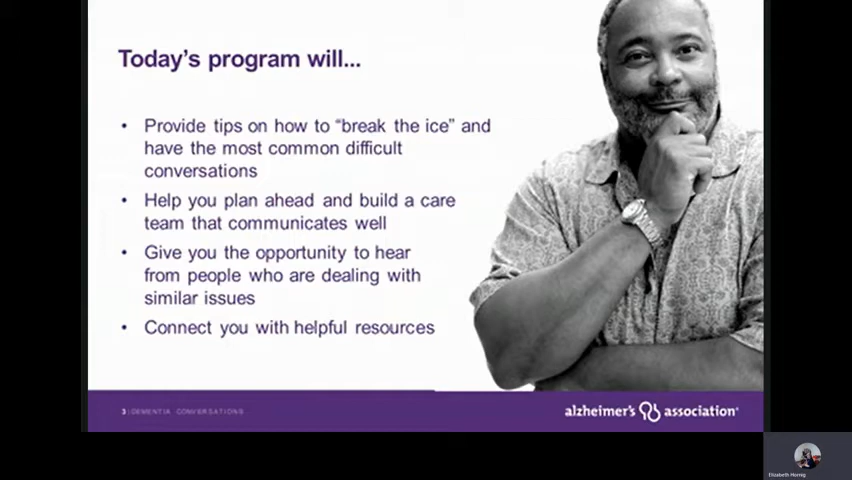 Today's program will...
• Provide tips on how to “break the ice” and
have the most common difficult
conversations
• Help you plan ahead and build a care
team that communicates well
• Give you the opportunity to hear
from people who are dealing with
similar issues
• Connect you with helpful resources
3 | DEMENTIA CONVERSATIONS
alzheimer's association®
Elizabeth Hornig